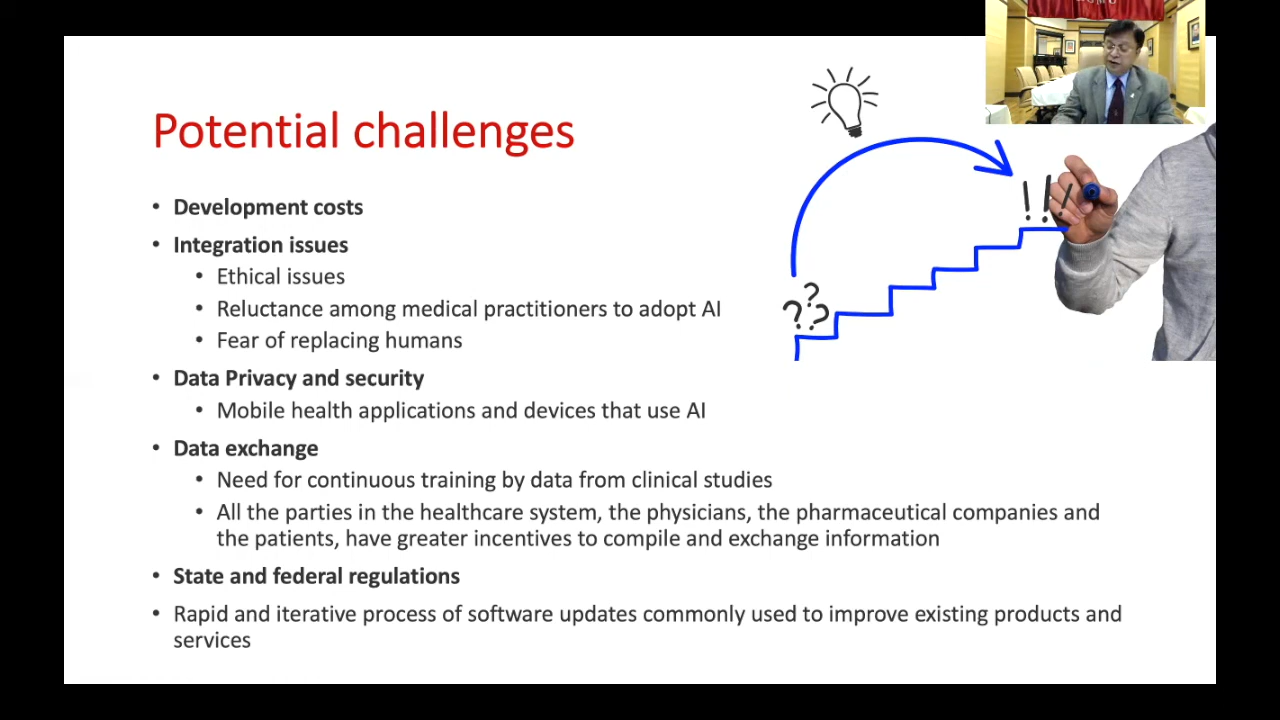 Potential challenges
• Development costs
• Integration issues
• Ethical issues
• Reluctance among medical practitioners to adopt AI
• Fear of replacing humans
• Data Privacy and security
• Mobile health applications and devices that use AI
• Data exchange
• Need for continuous training by data from clinical studies
• All the parties in the healthcare system, the physicians, the pharmaceutical companies and
the patients, have greater incentives to compile and exchange information
• State and federal regulations
• Rapid and iterative process of software updates commonly used to improve existing products and
services
???
!!!